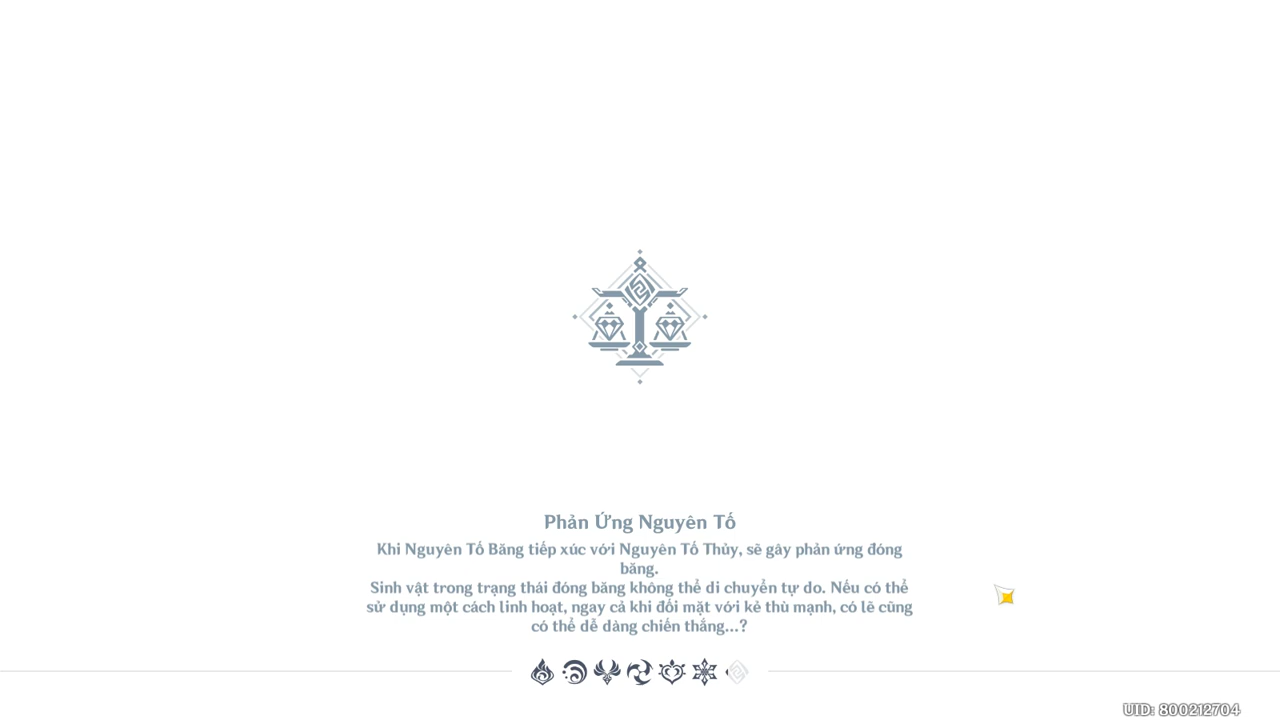 Phản Ứng Nguyên Tố
Khi Nguyên Tố Băng tiếp xúc với Nguyên Tố Thủy, sẽ gây phản ứng đóng
băng.
Sinh vật trong trạng thái đóng băng không thể di chuyển tự do. Nếu có thể
sử dụng một cách linh hoạt, ngay cả khi đối mặt với kẻ thù mạnh, có lẽ cũng
có thể dễ dàng chiến thắng...?
UID: 800212704